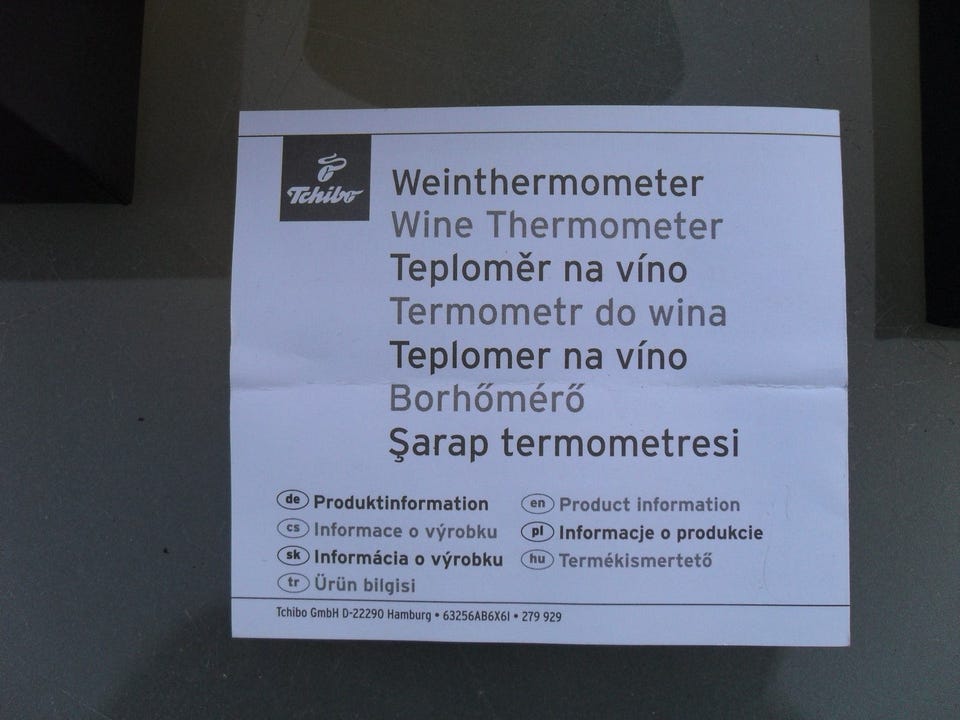 Tchibo
Weinthermometer
Wine Thermometer
Teploměr na víno
Termometr do wina
Teplomer na víno
Borhőmérő
Şarap termometresi
de Produktinformation
en Product information
cs Informace o výrobku
pl Informacje o produkcie
sk Informácia o výrobku
hu Termékismertető
tr Ürün bilgisi
Tchibo GmbH D-22290 Hamburg • 63256AB6X6I • 279 929